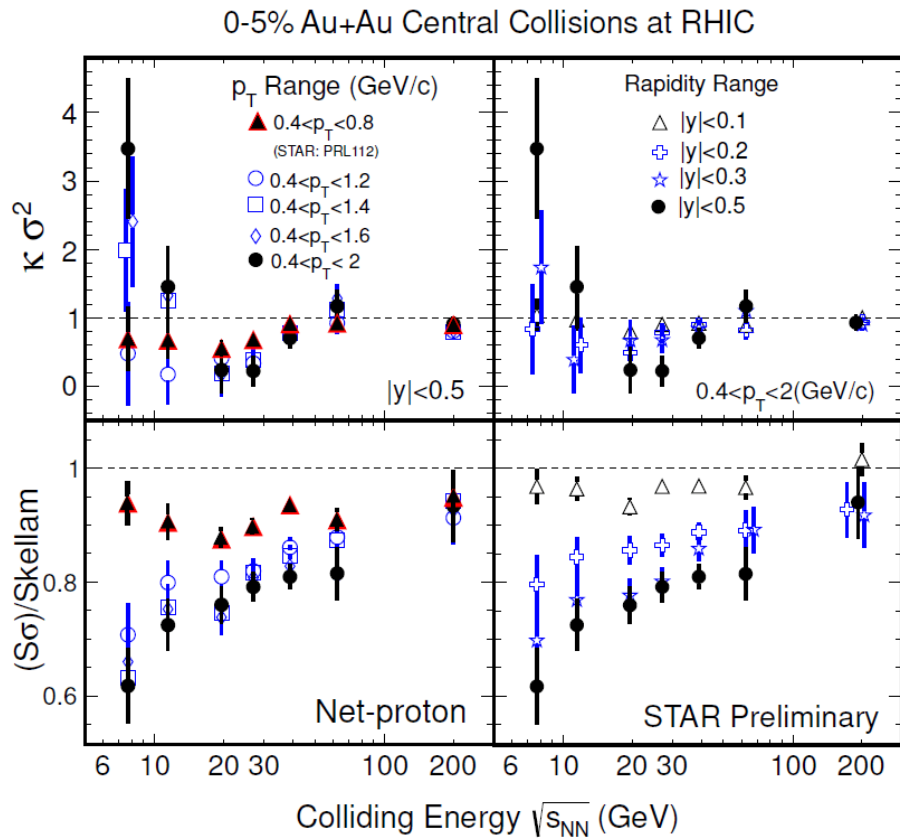 0-5% Au+Au Central Collisions at RHIC
p_T Range (GeV/c)
0.4<p_T<0.8
(STAR: PRL112)
0.4<p_T<1.2
0.4<p_T<1.4
0.4<p_T<1.6
0.4<p_T< 2
|y|<0.5
Rapidity Range
|y|<0.1
|y|<0.2
|y|<0.3
|y|<0.5
0.4<p_T<2(GeV/c)
κ σ²
4
3
2
1
0
(Sσ)/Skellam
1
0.8
0.6
Net-proton
STAR Preliminary
6 10 20 30 100 200
6 10 20 30 100 200
Colliding Energy √s_NN (GeV)